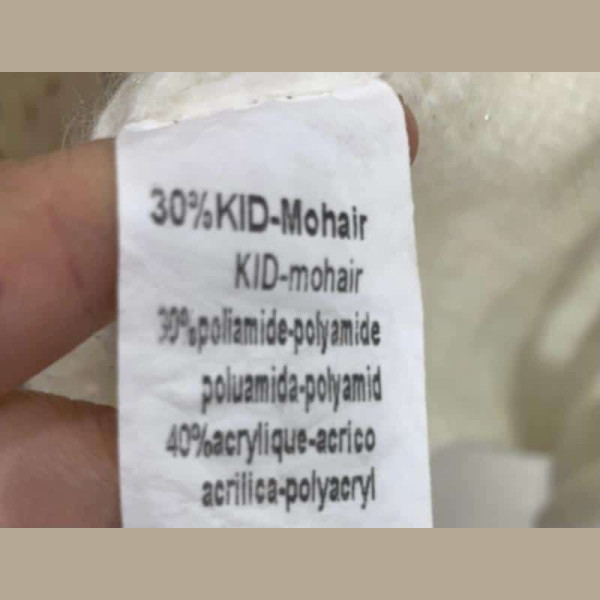 30%KID-Mohair
KID-mohair
30%poliamide-polyamide
poluamida-polyamid
40%acrylique-acrico
acrilica-polyacryl